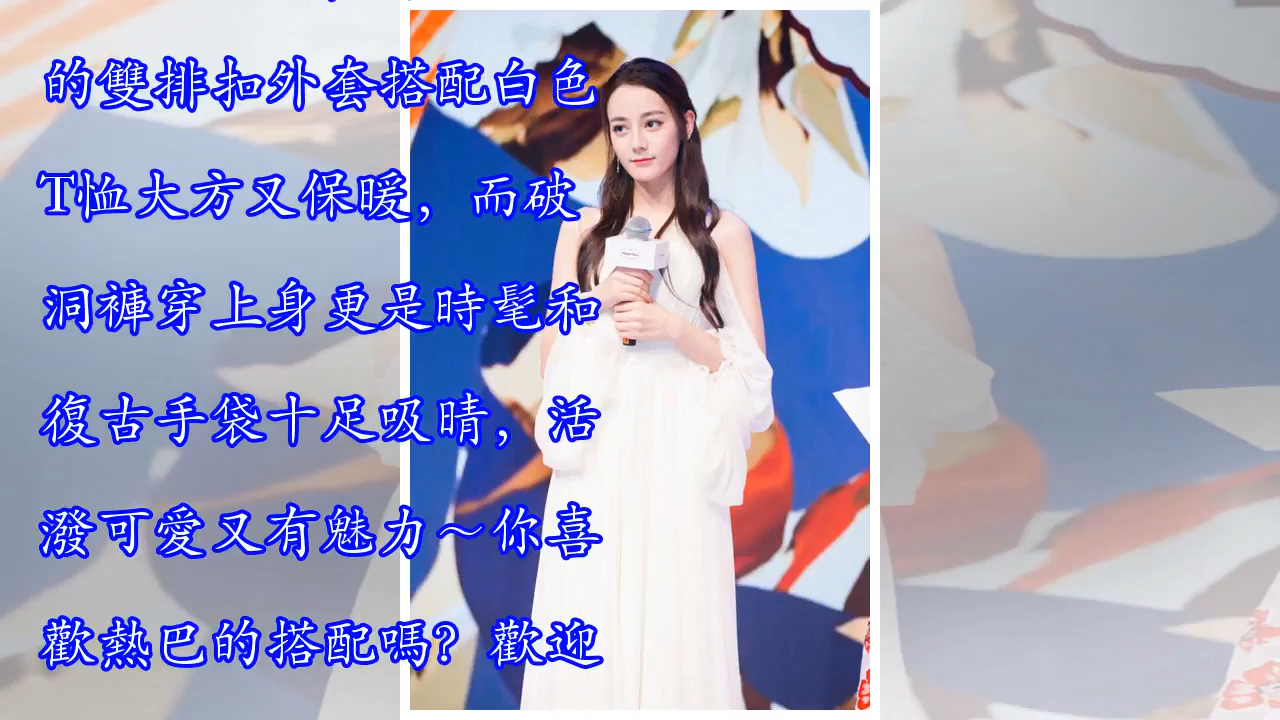 的雙排扣外套搭配白色
T恤大方又保暖，而破
洞褲穿上身更是時髦和
復古手袋十足吸睛，活
潑可愛又有魅力～你喜
歡熱巴的搭配嗎？歡迎